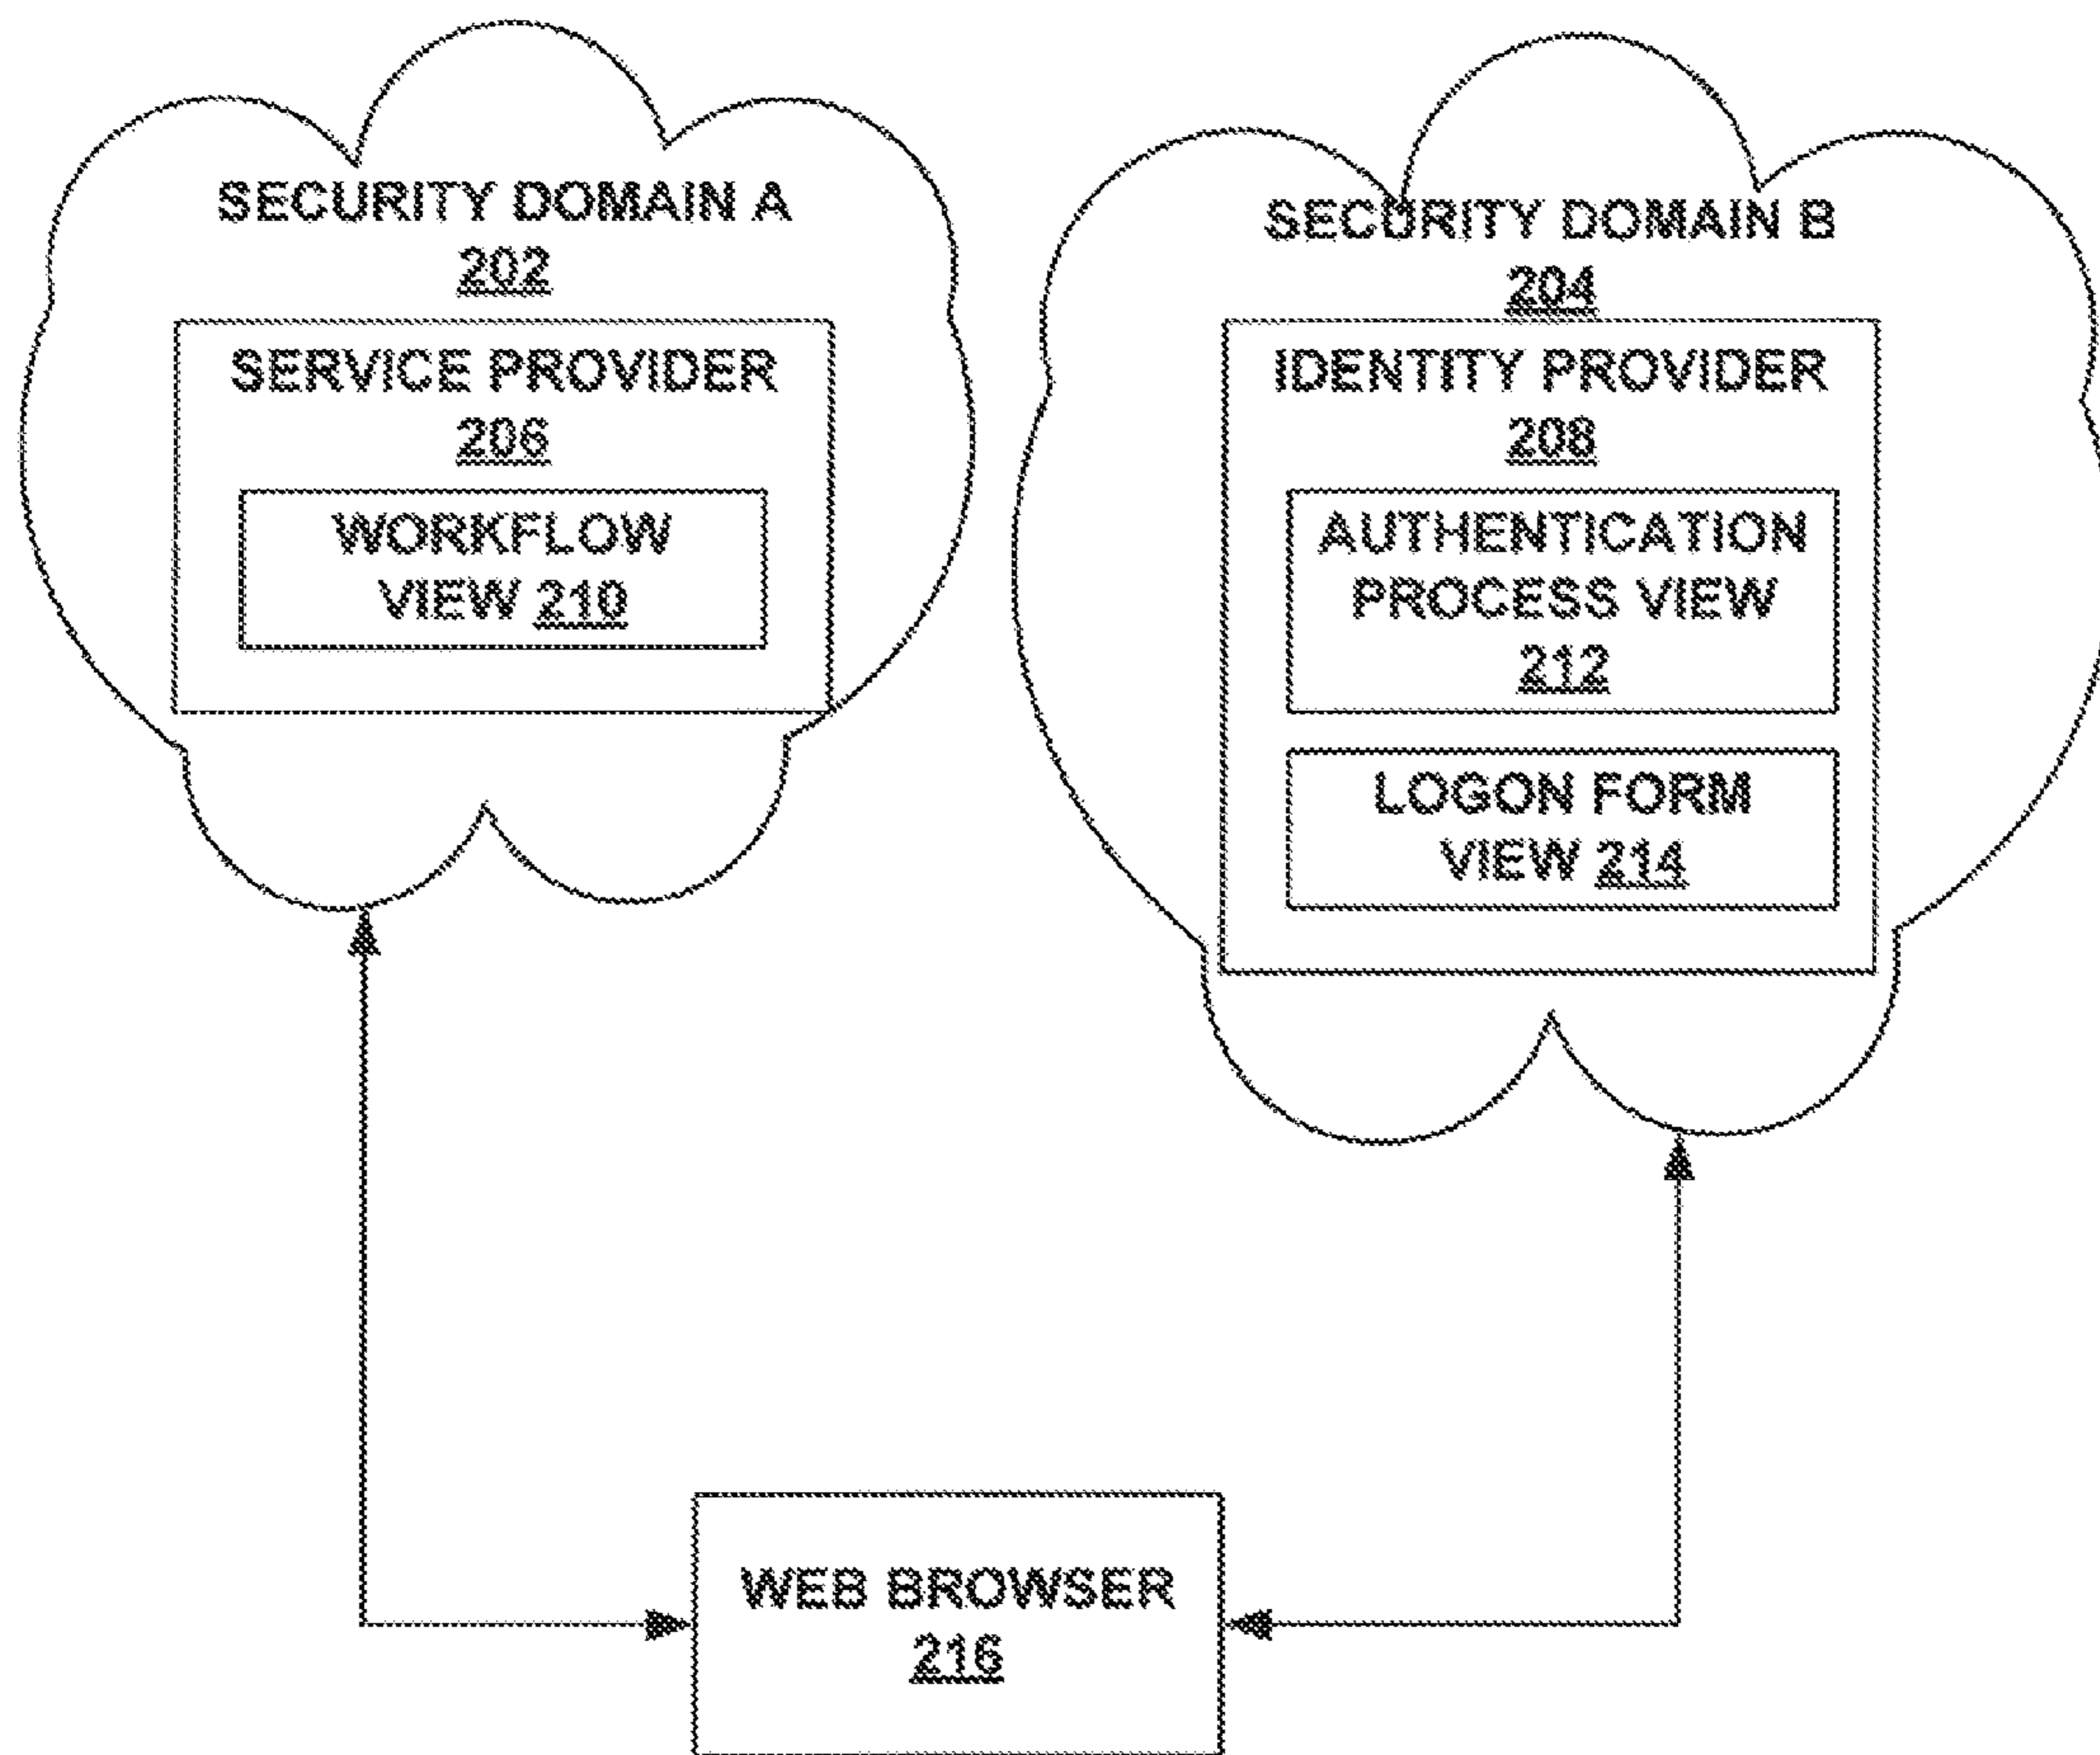 SECURITY DOMAIN A
202
SERVICE PROVIDER
206
WORKFLOW
VIEW 210
SECURITY DOMAIN B
204
IDENTITY PROVIDER
208
AUTHENTICATION
PROCESS VIEW
212
LOGON FORM
VIEW 214
WEB BROWSER
216